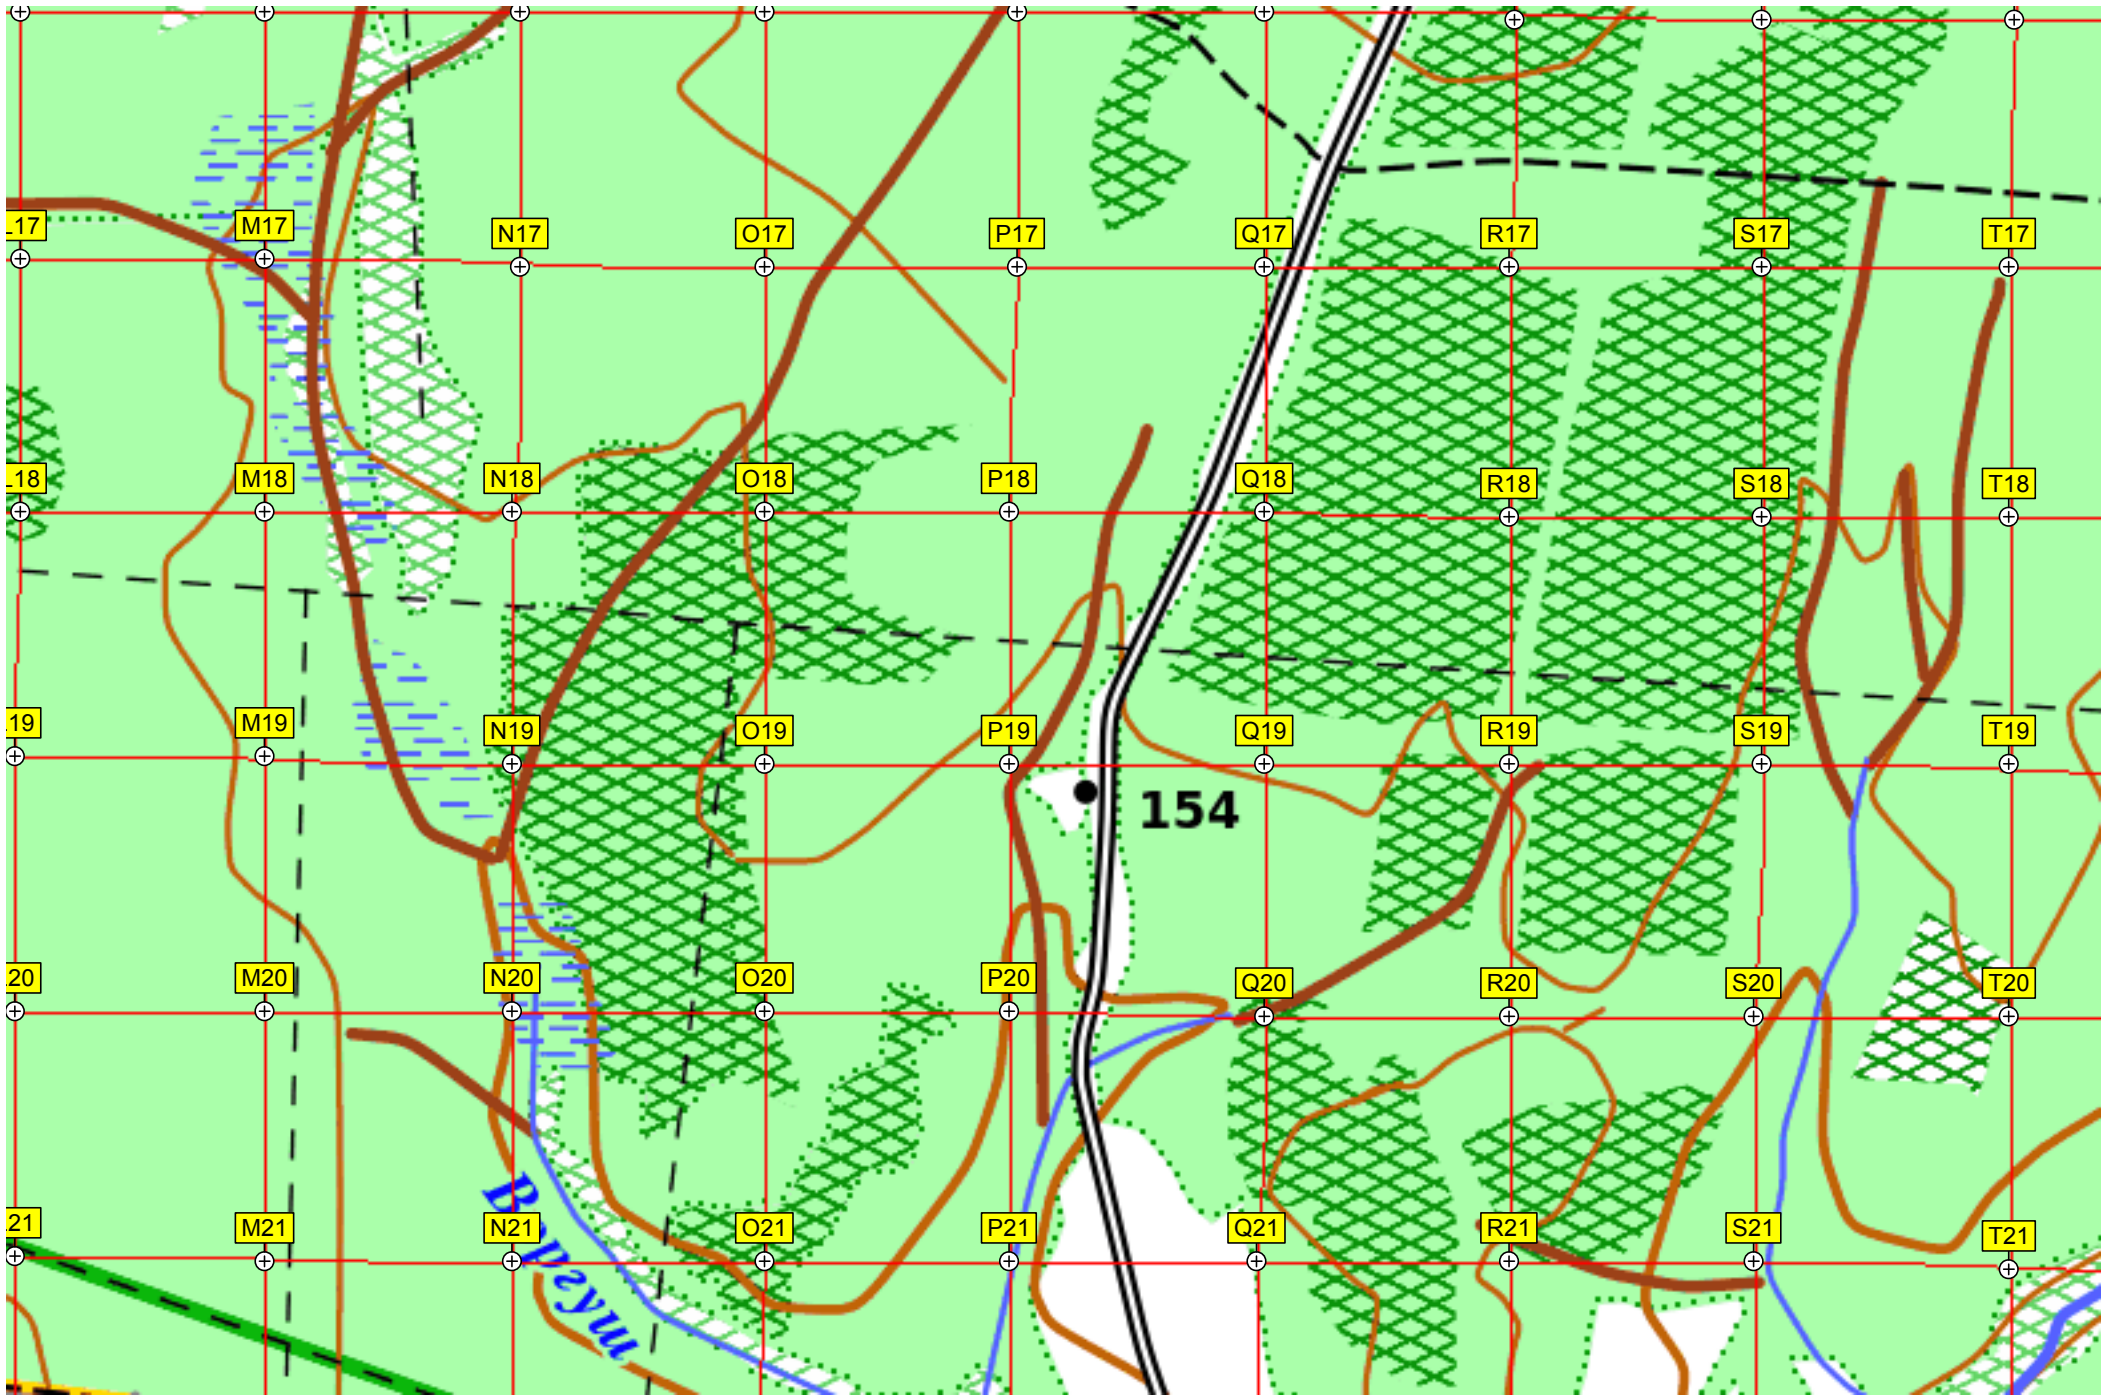 L17 M17 N17 O17 P17 Q17 R17 S17 T17
L18 M18 N18 O18 P18 Q18 R18 S18 T18
19 M19 N19 O19 P19 Q19 R19 S19 T19
154
20 M20 N20 O20 P20 Q20 R20 S20 T20
Варгут
21 M21 N21 O21 P21 Q21 R21 S21 T21